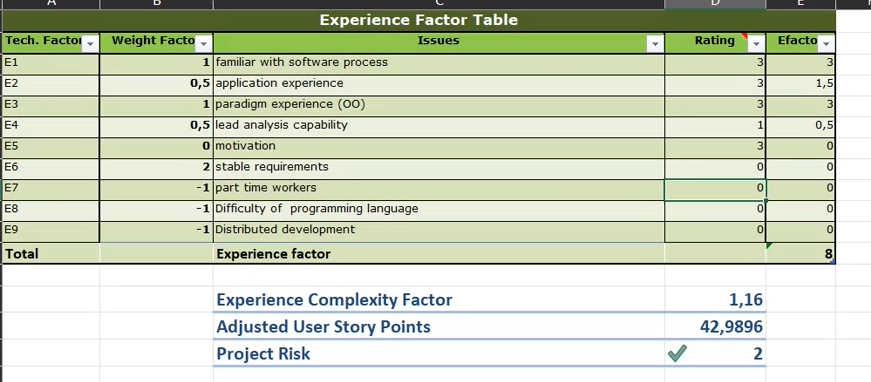 A B C D E
Experience Factor Table
Tech. Factor Weight Facto Issues Rating Efacto
E1 1 familiar with software process 3 3
E2 0,5 application experience 3 1,5
E3 1 paradigm experience (OO) 3 3
E4 0,5 lead analysis capability 1 0,5
E5 0 motivation 3 0
E6 2 stable requirements 0 0
E7 -1 part time workers 0 0
E8 -1 Difficulty of programming language 0 0
E9 -1 Distributed development 0 0
Total Experience factor 8
Experience Complexity Factor 1,16
Adjusted User Story Points 42,9896
Project Risk 2